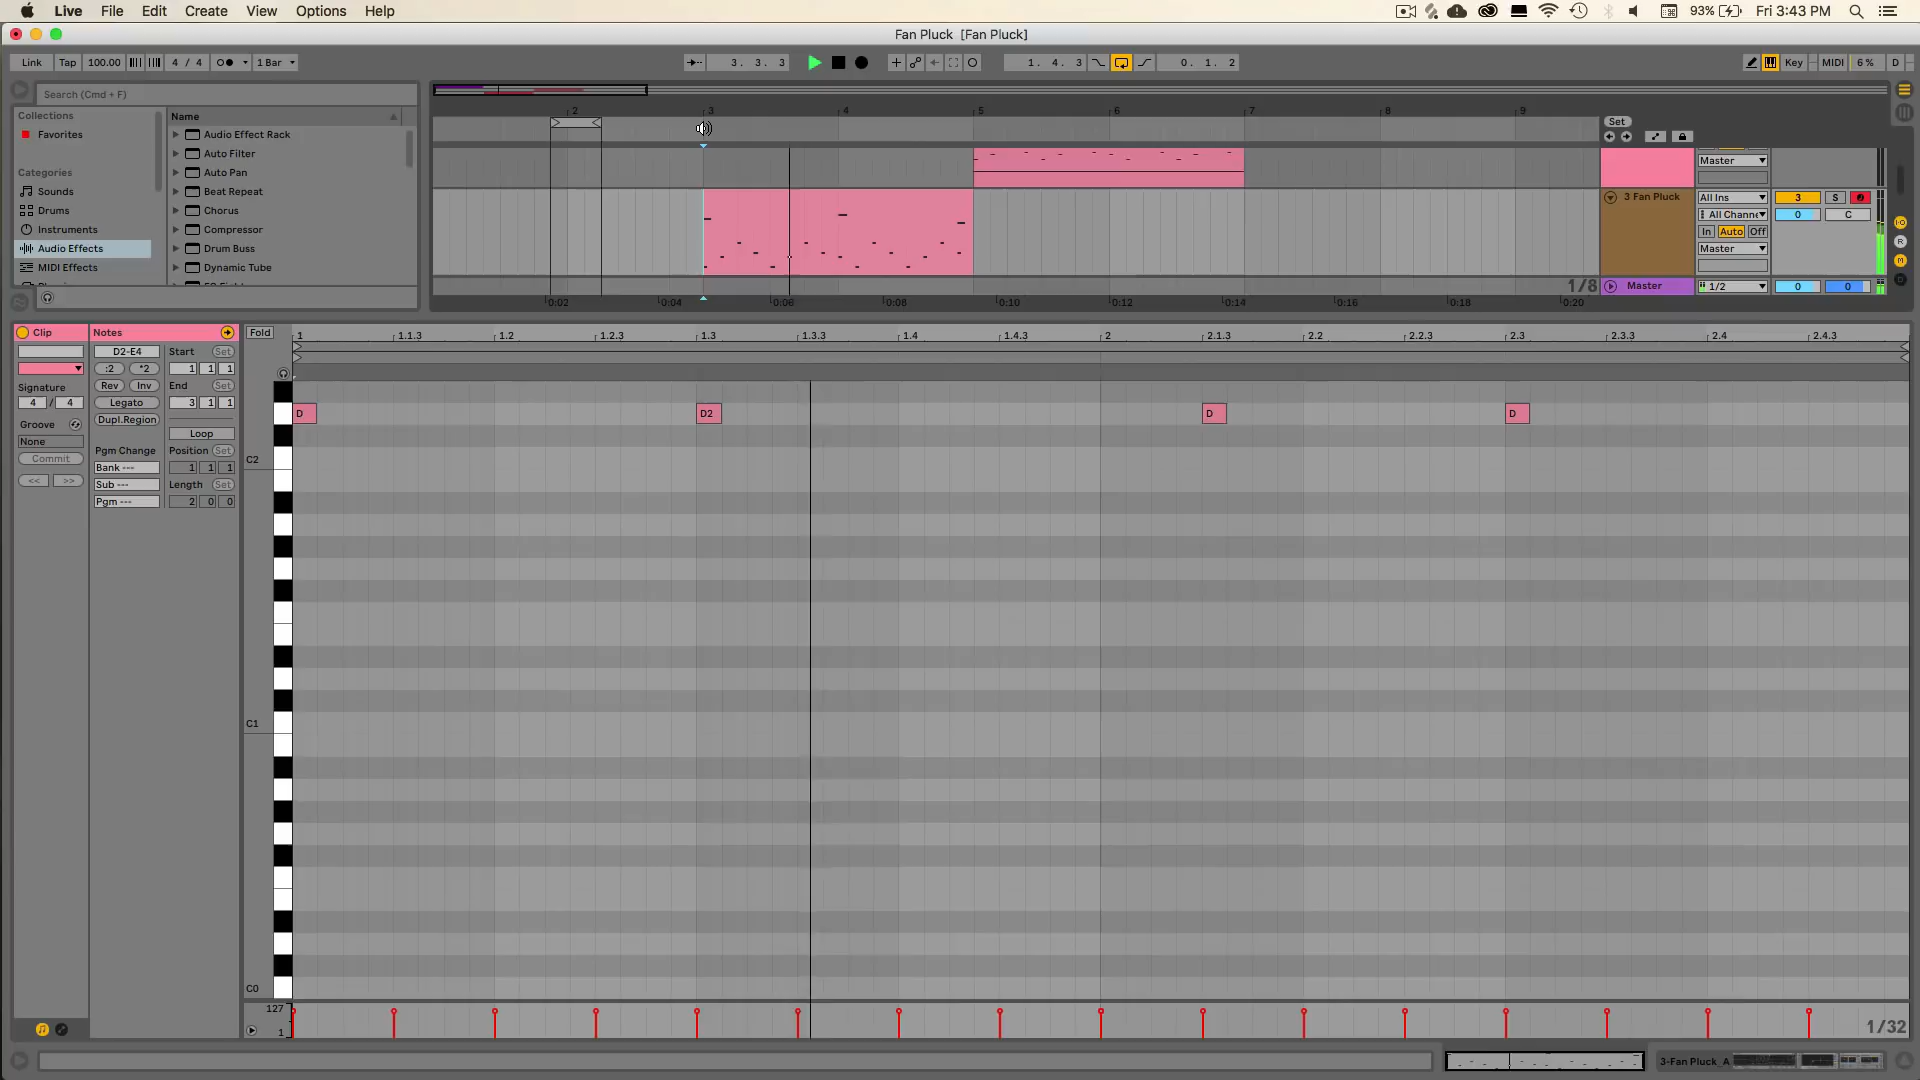 Live File Edit Create View Options Help 93% Fri 3:43 PM
Fan Pluck [Fan Pluck]
Link Tap 100.00 4 / 4 1 Bar 3. 3. 3 1. 4. 3 0. 1. 2 Key MIDI 6 % D
Search (Cmd + F)
Collections
Favorites
Categories
Sounds
Drums
Instruments
Audio Effects
MIDI Effects
Name
Audio Effect Rack
Auto Filter
Auto Pan
Beat Repeat
Chorus
Compressor
Drum Buss
Dynamic Tube
2 3 4 5 6 7 8 9
Set
Master
3 Fan Pluck All Ins 3 S
All Channe 0 C
In Auto Off
Master
1/8 Master 1/2 0 0
0:02 0:04 0:06 0:08 0:10 0:12 0:14 0:16 0:18 0:20
Clip
Signature
4 / 4
Groove
None
Commit
<< >>
Notes
D2-E4
:2 *2
Rev Inv
Legato
Dupl.Region
Pgm Change
Bank ---
Sub ---
Pgm ---
Start Set
1 1 1
End Set
3 1 1
Loop
Position Set
1 1 1
Length Set
2 0 0
Fold 1 1.1.3 1.2 1.2.3 1.3 1.3.3 1.4 1.4.3 2 2.1.3 2.2 2.2.3 2.3 2.3.3 2.4 2.4.3
D D2 D D
C2
C1
C0
127
1
1/32
3-Fan Pluck_A